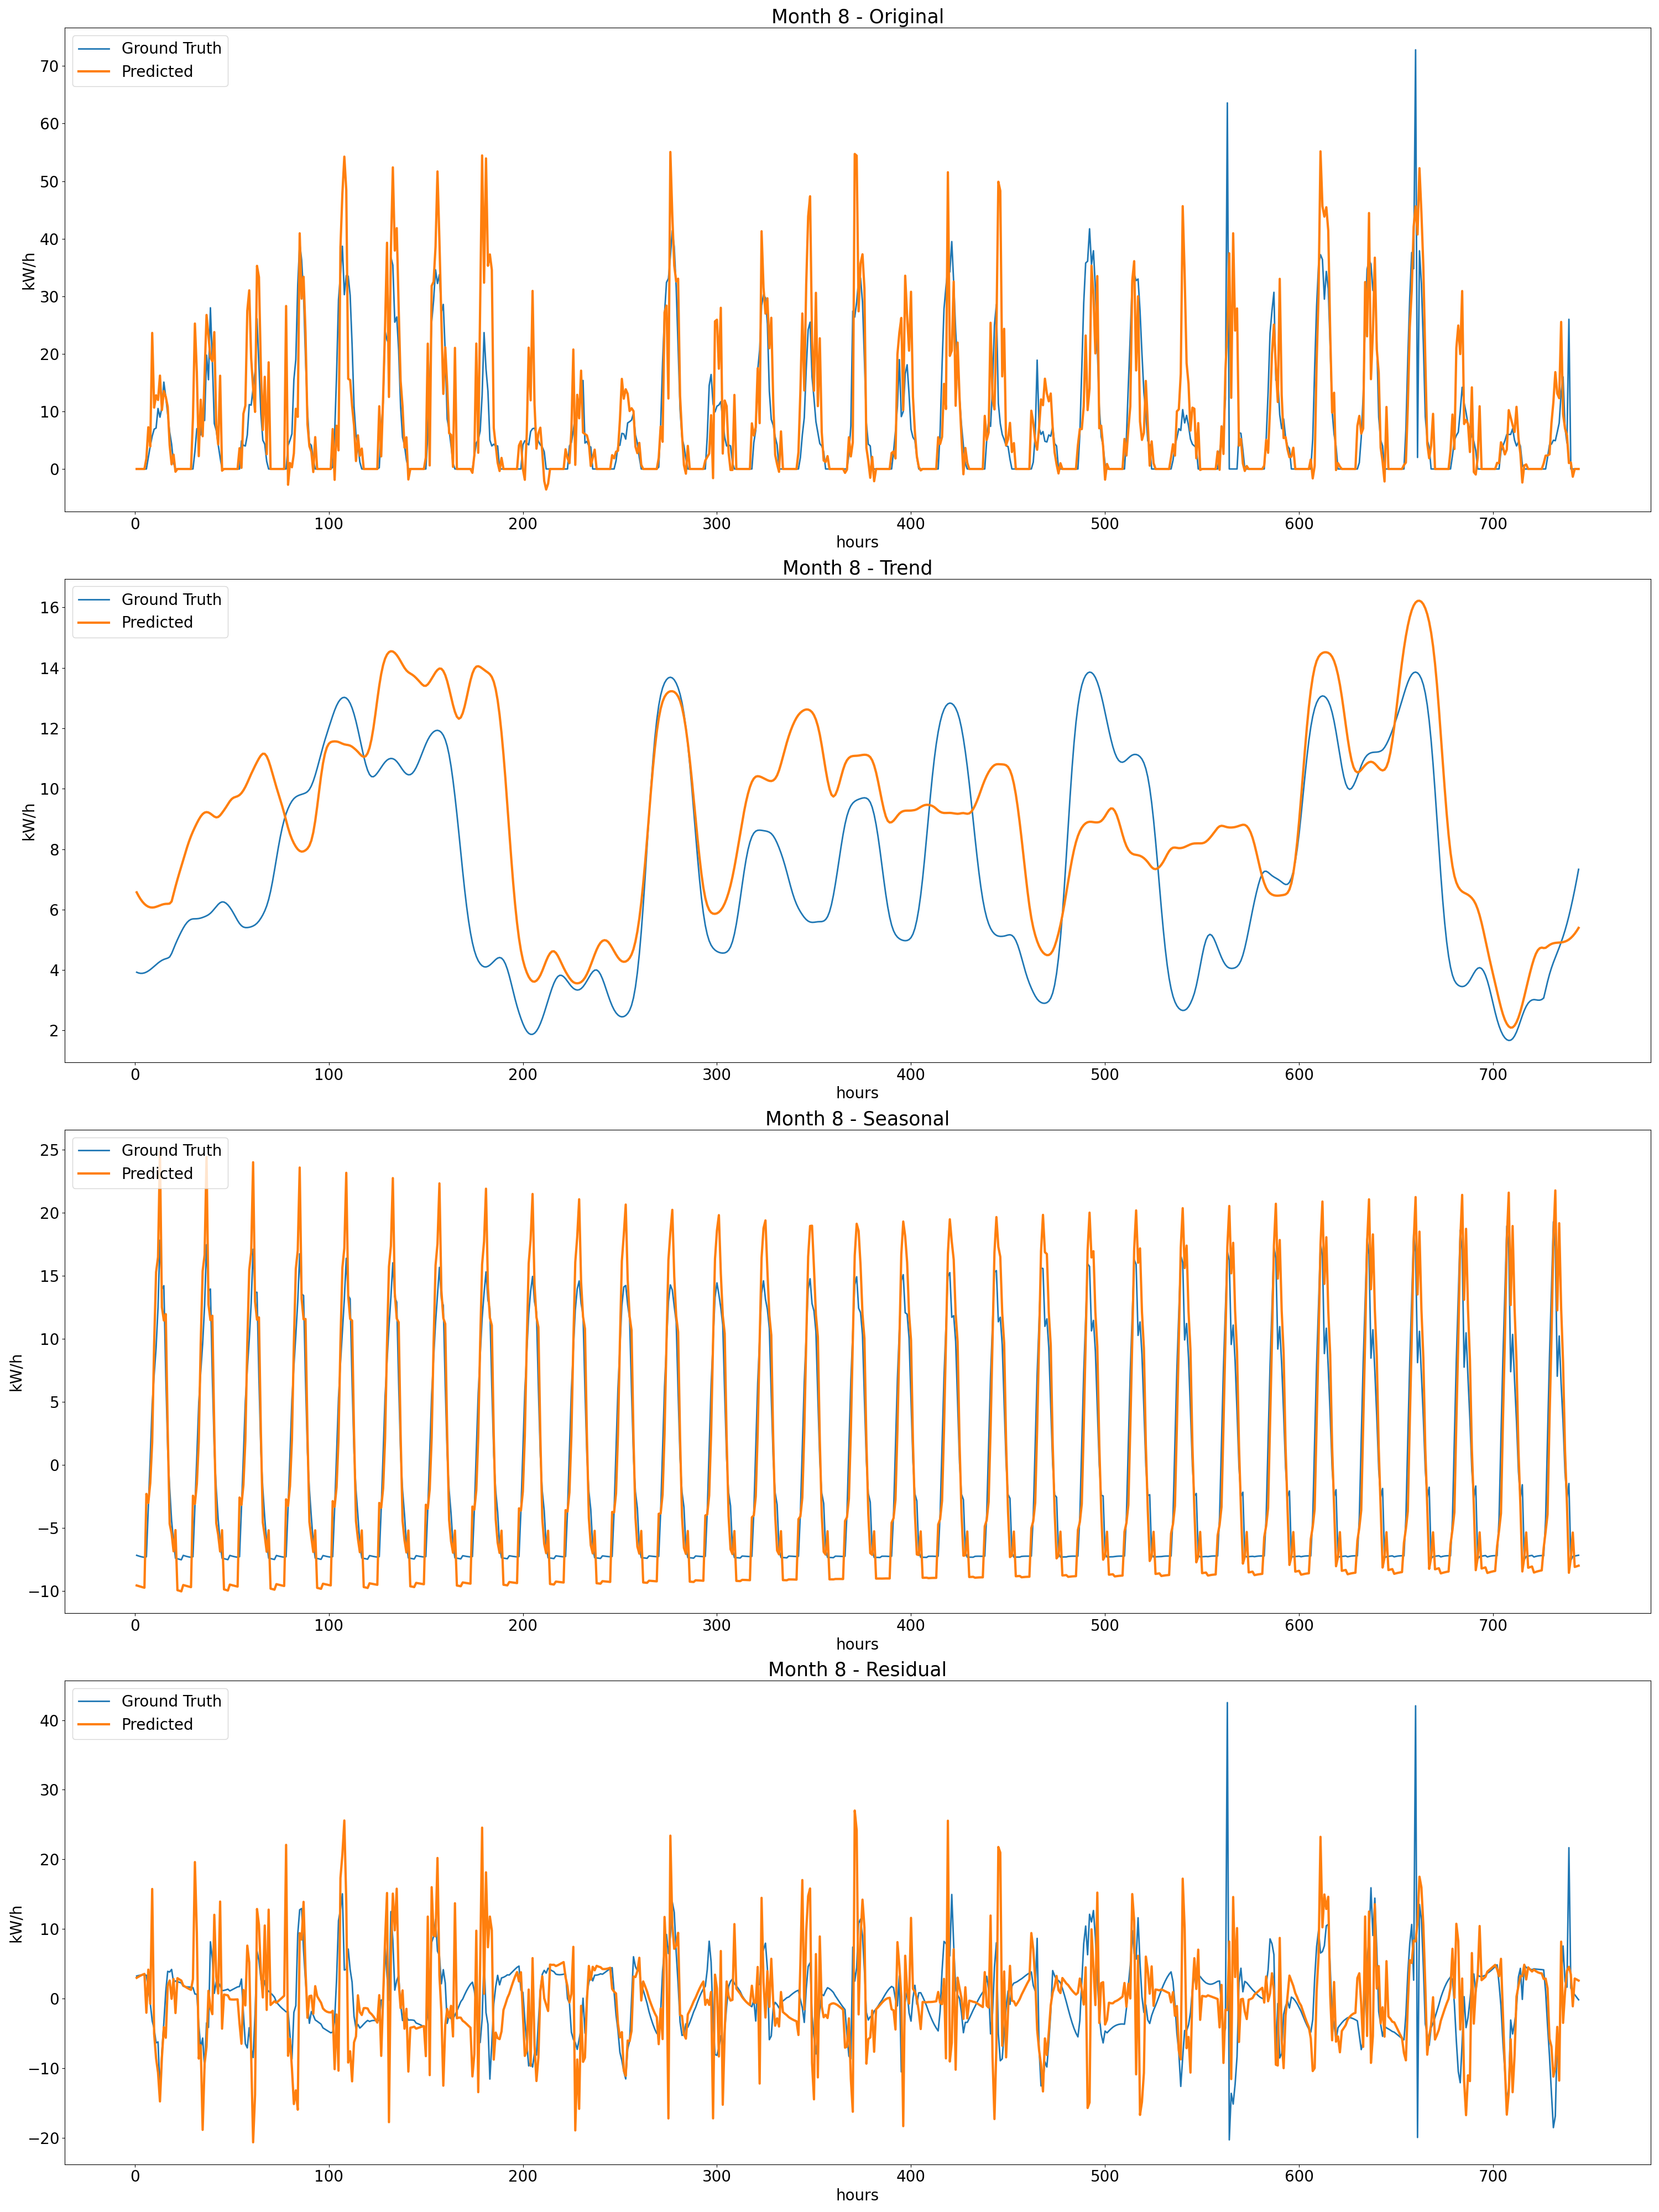 Month 8 - Original
Ground Truth
Predicted
70
60
50
40
30
20
10
0
kW/h
0 100 200 300 400 500 600 700
hours
Month 8 - Trend
Ground Truth
Predicted
16
14
12
10
8
6
4
2
kW/h
0 100 200 300 400 500 600 700
hours
Month 8 - Seasonal
Ground Truth
Predicted
25
20
15
10
5
0
−5
−10
kW/h
0 100 200 300 400 500 600 700
hours
Month 8 - Residual
Ground Truth
Predicted
40
30
20
10
0
−10
−20
kW/h
0 100 200 300 400 500 600 700
hours